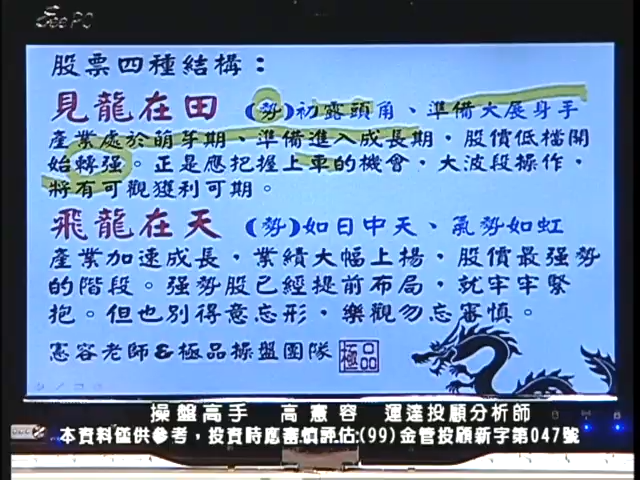 Eee PC
股票四種結構：
見龍在田 (勢)初露頭角、準備大展身手
產業處於萌芽期、準備進入成長期，股價低檔開
始轉强。正是應把握上車的機會，大波段操作，
將有可觀獲利可期。
飛龍在天 (勢)如日中天、氣勢如虹
產業加速成長，業績大幅上揚，股價最强勢
的階段。强勢股已經提前布局，就牢牢緊
抱。但也別得意忘形，樂觀勿忘審慎。
憲容老師&極品操盤團隊 極品
操盤高手 高憲容 運達投顧分析師
本資料僅供參考，投資時應審慎評估:(99)金管投顧新字第047號